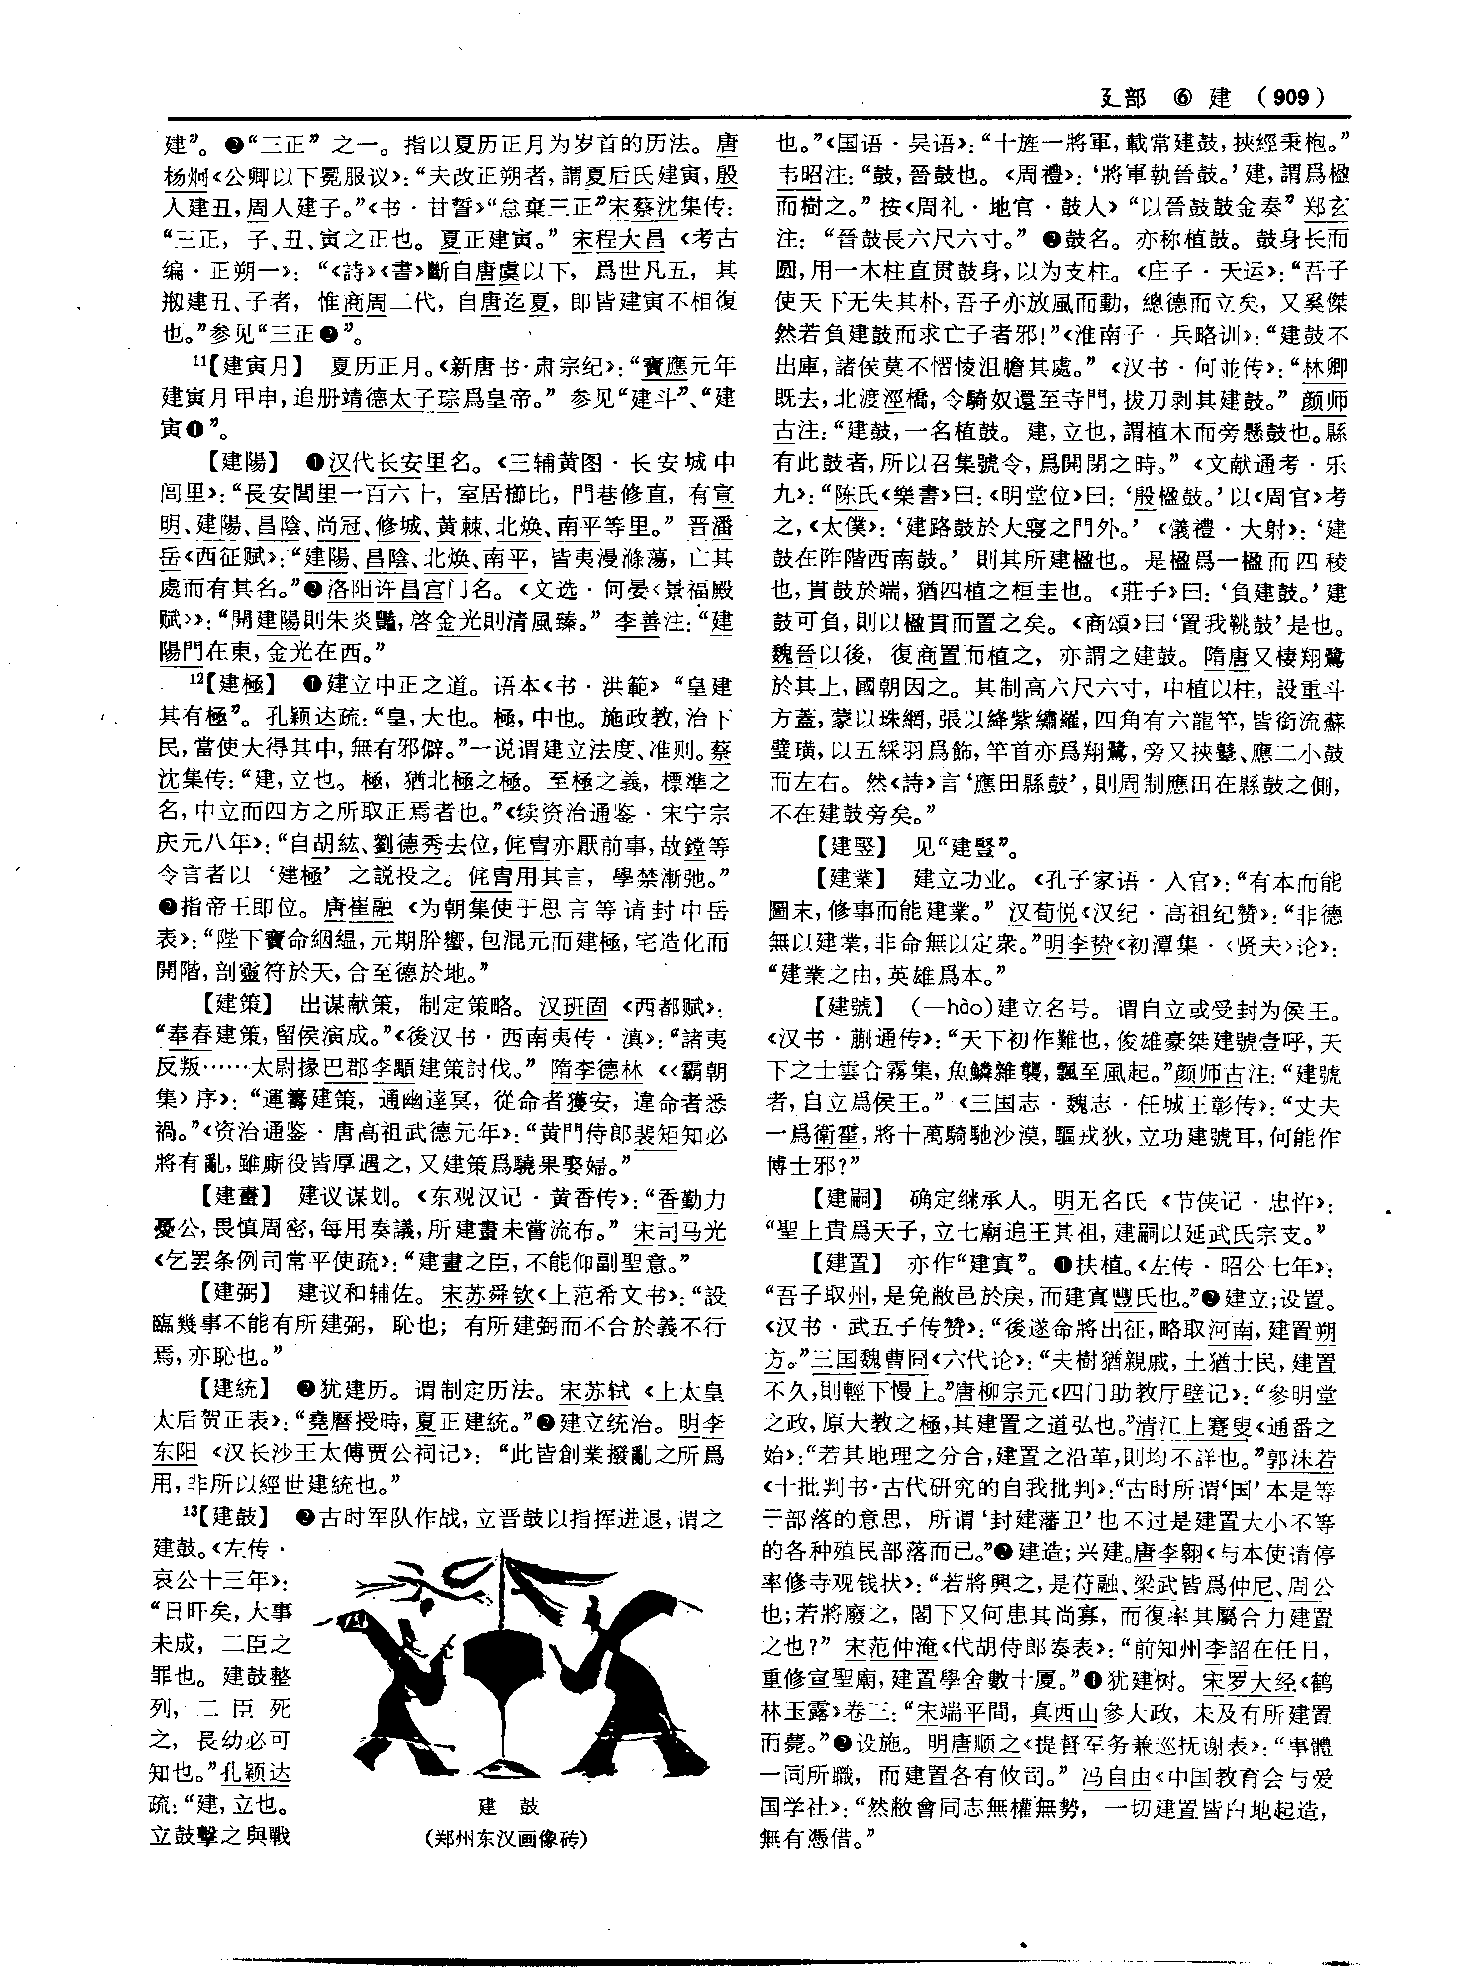 廴部 ⑥ 建 （909）
建”。❷“三正” 之一。指以夏历正月为岁首的历法。唐
杨炯《公卿以下冕服议》：“夫改正朔者，謂夏后氏建寅，殷
人建丑，周人建子。”《书·甘誓》“怠棄三正”宋蔡沈集传：
“三正，子、丑、寅之正也。夏正建寅。” 宋程大昌《考古
编·正朔一》：“《詩》《書》斷自唐虞以下，爲世凡五，其
掀建丑、子者，惟商周二代，自唐迄夏，即皆建寅不相復
也。”参见“三正❷”。
11【建寅月】 夏历正月。《新唐书·肃宗纪》：“寶應元年
建寅月甲申，追册靖德太子琮爲皇帝。” 参见“建斗”、“建
寅❶”。
【建陽】 ❶汉代长安里名。《三辅黄图·长安城中
闾里》：“長安閭里一百六十，室居櫛比，門巷修直，有宣
明、建陽、昌陰、尚冠、修城、黄棘、北焕、南平等里。” 晋潘
岳《西征赋》：“建陽、昌陰、北焕、南平，皆夷漫滌蕩，亡其
處而有其名。”❷洛阳许昌宫门名。《文选·何晏〈景福殿
赋〉》：“開建陽則朱炎豔，啓金光則清風臻。” 李善注：“建
陽門在東，金光在西。”
12【建極】 ❶建立中正之道。语本《书·洪範》“皇建
其有極”。孔颖达疏：“皇，大也。極，中也。施政教，治下
民，當使大得其中，無有邪僻。”一说谓建立法度、准则。蔡
沈集传：“建，立也。極，猶北極之極。至極之義，標準之
名，中立而四方之所取正焉者也。”《续资治通鉴·宋宁宗
庆元八年》：“自胡紘、劉德秀去位，侂胄亦厭前事，故鏜等
令言者以‘建極’之説投之。侂胄用其言，學禁漸弛。”
❷指帝王即位。唐崔融《为朝集使于思言等请封中岳
表》：“陛下寶命絪緼，元期肸蠁，包混元而建極，宅造化而
開階，剖靈符於天，合至德於地。”
【建策】 出谋献策，制定策略。汉班固《西都赋》：
“奉春建策，留侯演成。”《後汉书·西南夷传·滇》：“諸夷
反叛……太尉掾巴郡李顒建策討伐。” 隋李德林《〈霸朝
集〉序》：“運籌建策，通幽達冥，從命者獲安，違命者悉
禍。”《资治通鉴·唐高祖武德元年》：“黄門侍郎裴矩知必
將有亂，雖廝役皆厚遇之，又建策爲驍果娶婦。”
【建畫】 建议谋划。《东观汉记·黄香传》：“香勤力
憂公，畏慎周密，每用奏議，所建畫未嘗流布。” 宋司马光
《乞罢条例司常平使疏》：“建畫之臣，不能仰副聖意。”
【建弼】 建议和辅佐。宋苏舜钦《上范希文书》：“設
臨幾事不能有所建弼，恥也；有所建弼而不合於義不行
焉，亦恥也。”
【建統】 ❶犹建历。谓制定历法。宋苏轼《上太皇
太后贺正表》：“堯曆授時，夏正建統。”❷建立统治。明李
东阳《汉长沙王太傅贾公祠记》：“此皆創業撥亂之所爲
用，非所以經世建統也。”
13【建鼓】 ❶古时军队作战，立晋鼓以指挥进退，谓之
建鼓。《左传·
哀公十三年》：
“日旰矣，大事
未成，二臣之
罪也。建鼓整
列，二臣死
之，長幼必可
知也。”孔颖达
疏：“建，立也。
立鼓擊之與戰
建 鼓
（郑州东汉画像砖）
也。”《国语·吴语》：“十旌一將軍，載常建鼓，挾經秉枹。”
韦昭注：“鼓，晉鼓也。《周禮》：‘將軍執晉鼓。’建，謂爲楹
而樹之。” 按《周礼·地官·鼓人》“以晉鼓鼓金奏” 郑玄
注：“晉鼓長六尺六寸。” ❷鼓名。亦称植鼓。鼓身长而
圆，用一木柱直贯鼓身，以为支柱。《庄子·天运》：“吾子
使天下无失其朴，吾子亦放風而動，總德而立矣，又奚傑
然若負建鼓而求亡子者邪！”《淮南子·兵略训》：“建鼓不
出庫，諸侯莫不慴㥄沮膽其處。” 《汉书·何並传》：“林卿
既去，北渡涇橋，令騎奴還至寺門，拔刀剥其建鼓。” 颜师
古注：“建鼓，一名植鼓。建，立也，謂植木而旁懸鼓也。縣
有此鼓者，所以召集號令，爲開閉之時。” 《文献通考·乐
九》：“陈氏《樂書》曰：《明堂位》曰：‘殷楹鼓。’以《周官》考
之，《太僕》：‘建路鼓於大寢之門外。’《儀禮·大射》：‘建
鼓在阼階西南鼓。’則其所建楹也。是楹爲一楹而四稜
也，貫鼓於端，猶四植之桓圭也。《莊子》曰：‘負建鼓。’建
鼓可負，則以楹貫而置之矣。《商頌》曰‘置我鞉鼓’是也。
魏晉以後，復商置而植之，亦謂之建鼓。隋唐又棲翔鷺
於其上，國朝因之。其制高六尺六寸，中植以柱，設重斗
方蓋，蒙以珠網，張以絳紫繡羅，四角有六龍竿，皆銜流蘇
璧璜，以五綵羽爲飾，竿首亦爲翔鷺，旁又挾鼙、應二小鼓
而左右。然《詩》言‘應田縣鼓’，則周制應田在縣鼓之側，
不在建鼓旁矣。”
【建竪】 见“建豎”。
【建業】 建立功业。《孔子家语·入官》：“有本而能
圖末，修事而能建業。” 汉荀悦《汉纪·高祖纪赞》：“非德
無以建業，非命無以定衆。”明李贽《初潭集·〈贤夫〉论》：
“建業之由，英雄爲本。”
【建號】 （—hào）建立名号。谓自立或受封为侯王。
《汉书·蒯通传》：“天下初作難也，俊雄豪桀建號壹呼，天
下之士雲合霧集，魚鱗雜襲，飄至風起。”颜师古注：“建號
者，自立爲侯王。”《三国志·魏志·任城王彰传》：“丈夫
一爲衛霍，將十萬騎馳沙漠，驅戎狄，立功建號耳，何能作
博士邪？”
【建嗣】 确定继承人。明无名氏《节侠记·忠忤》：
“聖上貴爲天子，立七廟追王其祖，建嗣以延武氏宗支。”
【建置】 亦作“建寘”。❶扶植。《左传·昭公七年》：
“吾子取州，是免敝邑於戾，而建寘豐氏也。”❷建立；设置。
《汉书·武五子传赞》：“後遂命將出征，略取河南，建置朔
方。”三国魏曹冏《六代论》：“夫樹猶親戚，土猶士民，建置
不久，則輕下慢上。”唐柳宗元《四门助教厅壁记》：“參明堂
之政，原大教之極，其建置之道弘也。”清江上蹇叟《通番之
始》：“若其地理之分合，建置之沿革，則均不詳也。”郭沫若
《十批判书·古代研究的自我批判》：“古时所谓‘国’本是等
于部落的意思，所谓‘封建藩卫’也不过是建置大小不等
的各种殖民部落而已。”❸建造；兴建。唐李翱《与本使请停
率修寺观钱状》：“若將興之，是苻融、梁武皆爲仲尼、周公
也；若將廢之，閣下又何患其尚寡，而復率其屬合力建置
之也？” 宋范仲淹《代胡侍郎奏表》：“前知州李詔在任日，
重修宣聖廟，建置學舍數十厦。”❹犹建树。宋罗大经《鹤
林玉露》卷二：“宋端平間，真西山參大政，未及有所建置
而薨。”❺设施。明唐顺之《提督军务兼巡抚谢表》：“事體
一同所職，而建置各有攸司。” 冯自由《中国教育会与爱
国学社》：“然敝會同志無權無勢，一切建置皆白地起造，
無有憑借。”